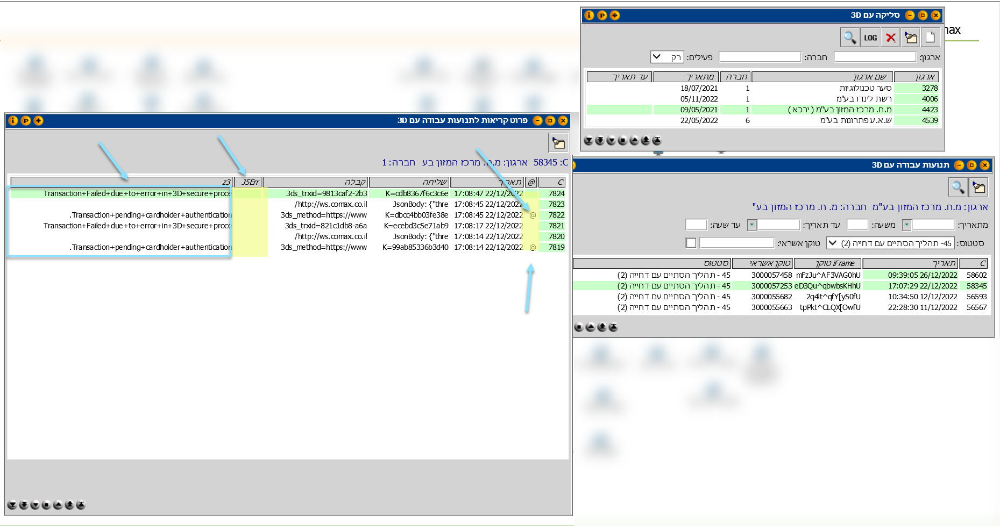 סליקה עם 3D
max
LOG
ארגון: חברה: פעילים: רק
ארגון שם ארגון חברה מתאריך עד תאריך
3278 סער טכנולוגיות 1 18/07/2021
4006 רשת לינדו בע"מ 1 05/11/2022
4423 מ.ח. מרכז המזון בע"מ ( ירכא ) 1 09/05/2021
4539 ש.א.ע פתרונות בע"מ 6 22/05/2022
פרוט קריאות לתנועות עבודה עם 3D
C: 58345 ארגון: מ.ח. מרכז המזון בע חברה: 1
C @ תאריך שליחה קבלה J5Err z3
7824 22/12/2022 17:08:47 K=cdb8367f6c3c6e 3ds_trxid=9813caf2-2b3 Transaction+Failed+due+to+error+in+3D+secure+proce
7823 22/12/2022 17:08:45 JsonBody: {"thre http://ws.comax.co.il/
7822 @ 22/12/2022 17:08:45 K=dbcc4bb03fe38e 3ds_method=https://www Transaction+pending+cardholder+authentication.
7821 22/12/2022 17:08:17 K=ecebd3c5e71ab9 3ds_trxid=821c1db8-a6a Transaction+Failed+due+to+error+in+3D+secure+proce
7820 22/12/2022 17:08:14 JsonBody: {"thre http://ws.comax.co.il/
7819 @ 22/12/2022 17:08:14 K=99ab85336b3d40 3ds_method=https://www Transaction+pending+cardholder+authentication.
תנועות עבודה עם 3D
ארגון: מ.ח. מרכז המזון בע"מ חברה: מ. ח. מרכז המזון בע"
מתאריך: משעה: עד תאריך: עד שעה:
סטטוס: 45- תהליך הסתיים עם דחייה (2) טוקן אשראי:
C תאריך iFrame טוקן טוקן אשראי סטטוס
58602 26/12/2022 09:39:05 mFzJu^AF3VAG0hU 3000057458 45 - תהליך הסתיים עם דחייה (2)
58345 22/12/2022 17:07:29 eD3Qu^qbwbsKHhU 3000057253 45 - תהליך הסתיים עם דחייה (2)
56593 12/12/2022 10:34:50 2q4lt^qfY[y50fU 3000055682 45 - תהליך הסתיים עם דחייה (2)
56567 11/12/2022 22:28:30 tpPkt^CLQX[OwfU 3000055663 45 - תהליך הסתיים עם דחייה (2)